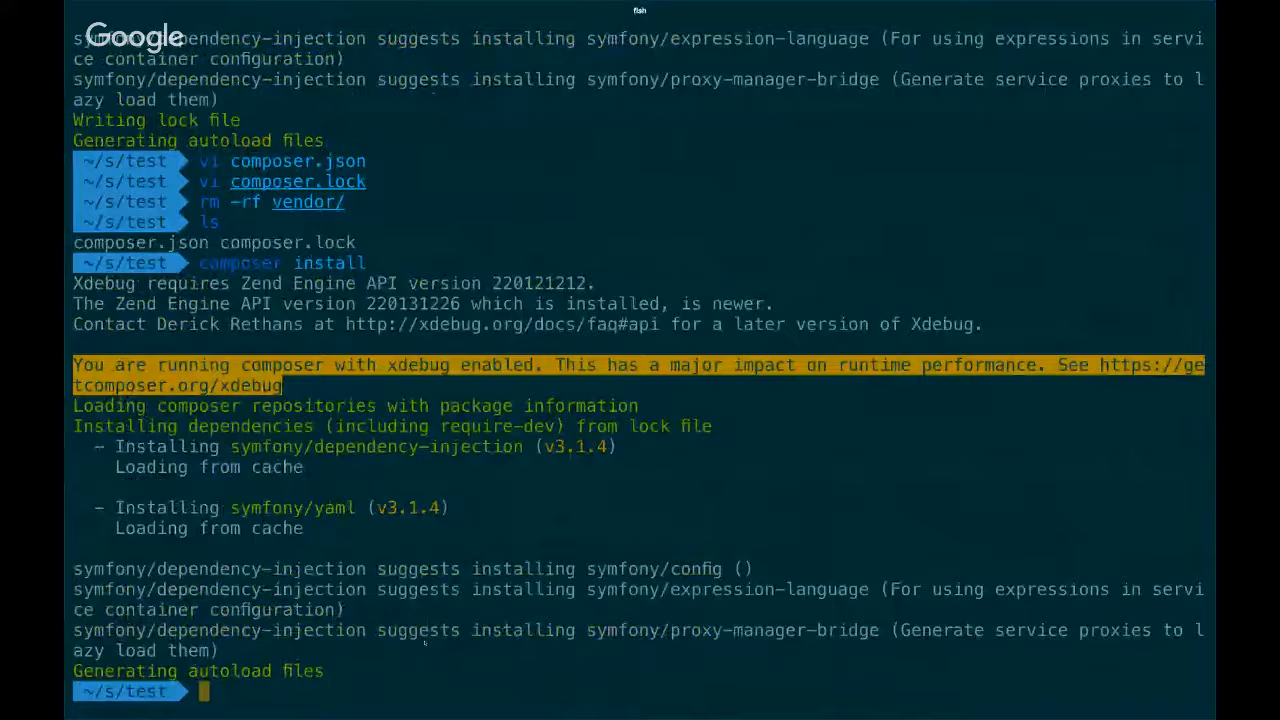 fish
Google
symfony/dependency-injection suggests installing symfony/expression-language (For using expressions in servi
ce container configuration)
symfony/dependency-injection suggests installing symfony/proxy-manager-bridge (Generate service proxies to l
azy load them)
Writing lock file
Generating autoload files
~/s/test vi composer.json
~/s/test vi composer.lock
~/s/test rm -rf vendor/
~/s/test ls
composer.json composer.lock
~/s/test composer install
Xdebug requires Zend Engine API version 220121212.
The Zend Engine API version 220131226 which is installed, is newer.
Contact Derick Rethans at http://xdebug.org/docs/faq#api for a later version of Xdebug.
You are running composer with xdebug enabled. This has a major impact on runtime performance. See https://ge
tcomposer.org/xdebug
Loading composer repositories with package information
Installing dependencies (including require-dev) from lock file
- Installing symfony/dependency-injection (v3.1.4)
Loading from cache
- Installing symfony/yaml (v3.1.4)
Loading from cache
symfony/dependency-injection suggests installing symfony/config ()
symfony/dependency-injection suggests installing symfony/expression-language (For using expressions in servi
ce container configuration)
symfony/dependency-injection suggests installing symfony/proxy-manager-bridge (Generate service proxies to l
azy load them)
Generating autoload files
~/s/test